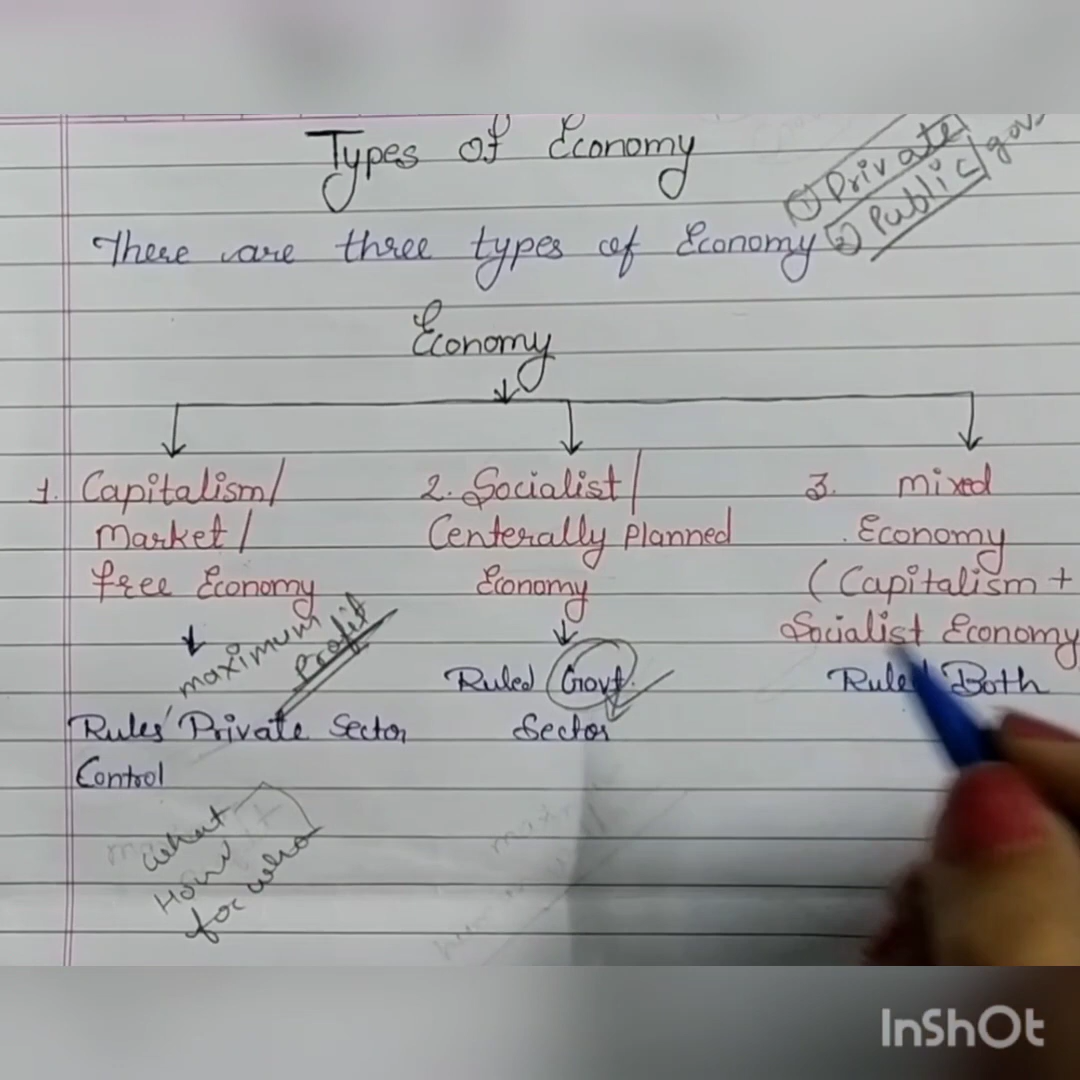 Types of Economy
① Private
② Public gov
There are three types of Economy
Economy
1. Capitalism/
Market/
free Economy
maximum
Profit
Rules' Private Sector
Control
what
How
for who
2. Socialist/
Centerally Planned
Economy
Ruled Govt.
Sector
3. mixed
Economy
(Capitalism +
Socialist Economy
Ruled Both
InShOt